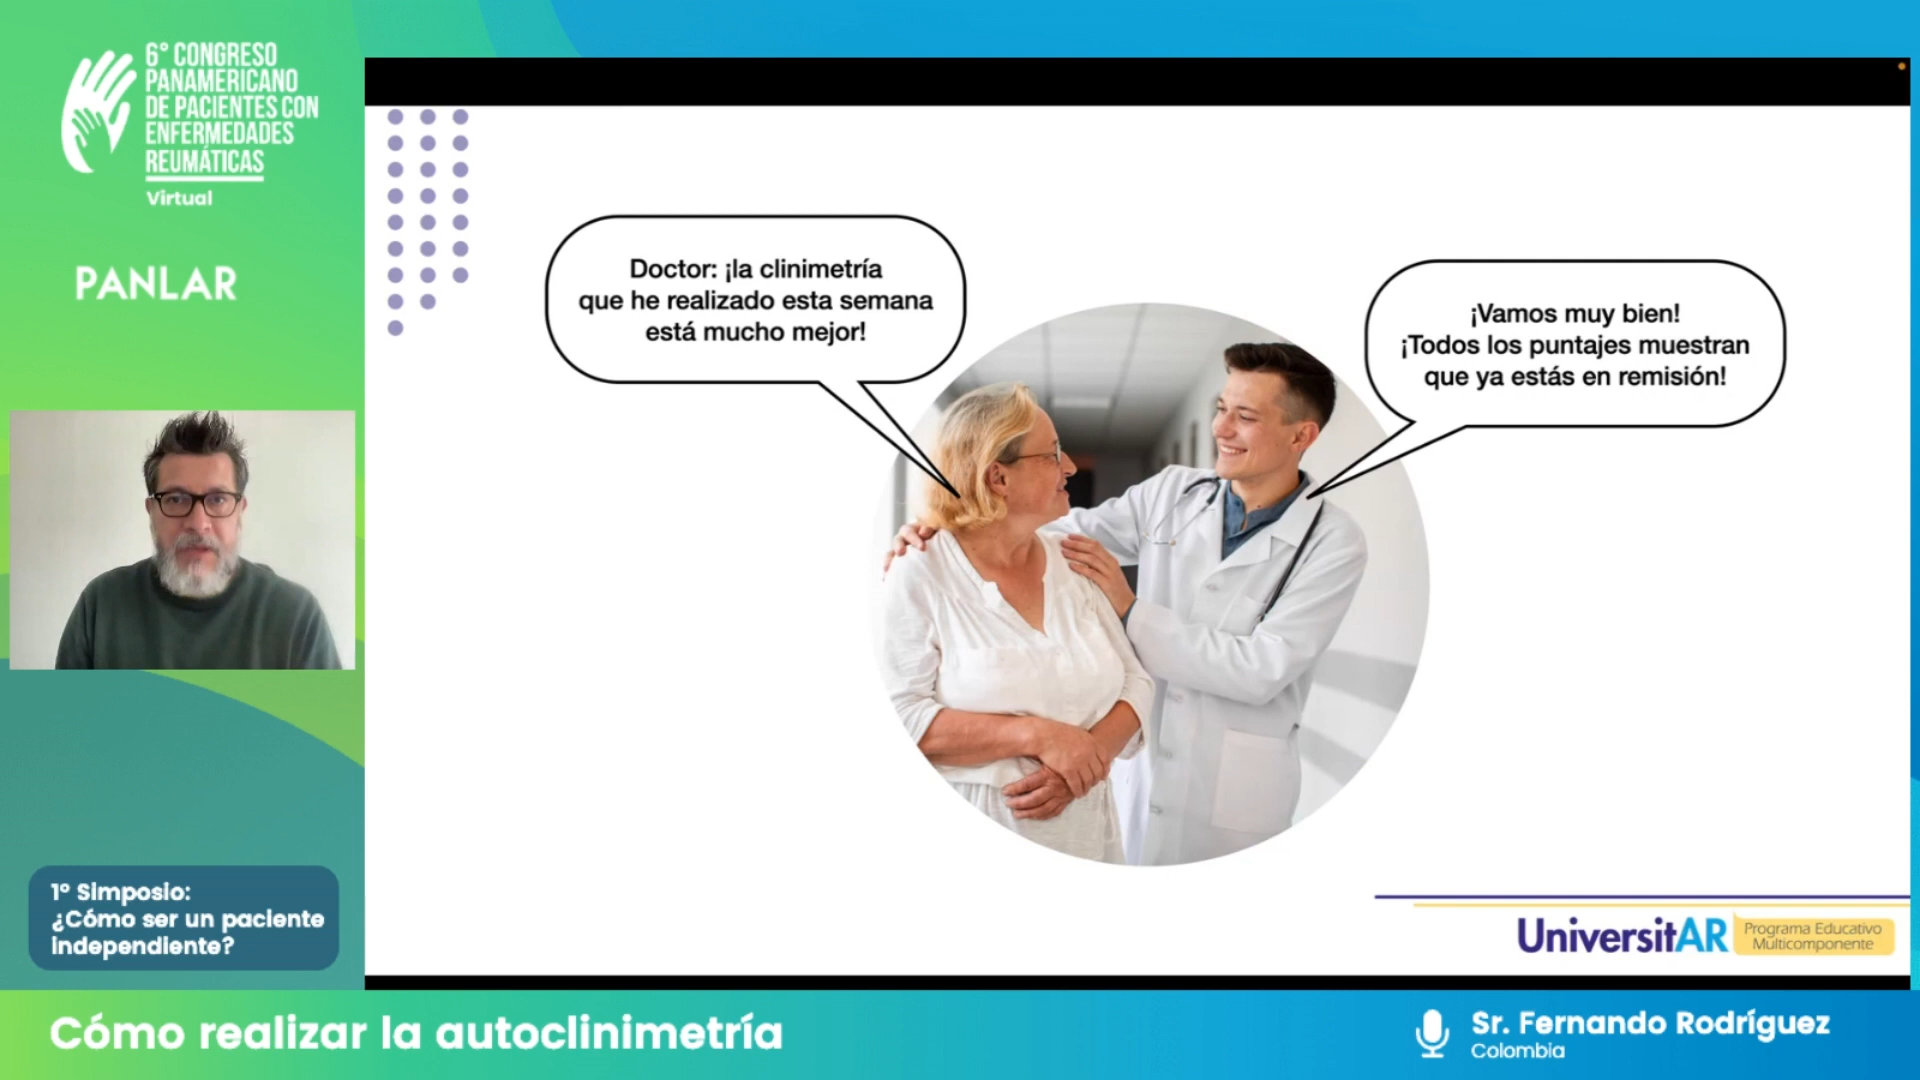 6° CONGRESO
PANAMERICANO
DE PACIENTES CON
ENFERMEDADES
REUMÁTICAS
Virtual
PANLAR
Doctor: ¡la clinimetría
que he realizado esta semana
está mucho mejor!
¡Vamos muy bien!
¡Todos los puntajes muestran
que ya estás en remisión!
1° Simposio:
¿Cómo ser un paciente
independiente?
UniversitAR
Programa Educativo
Multicomponente
Cómo realizar la autoclinimetría
Sr. Fernando Rodríguez
Colombia